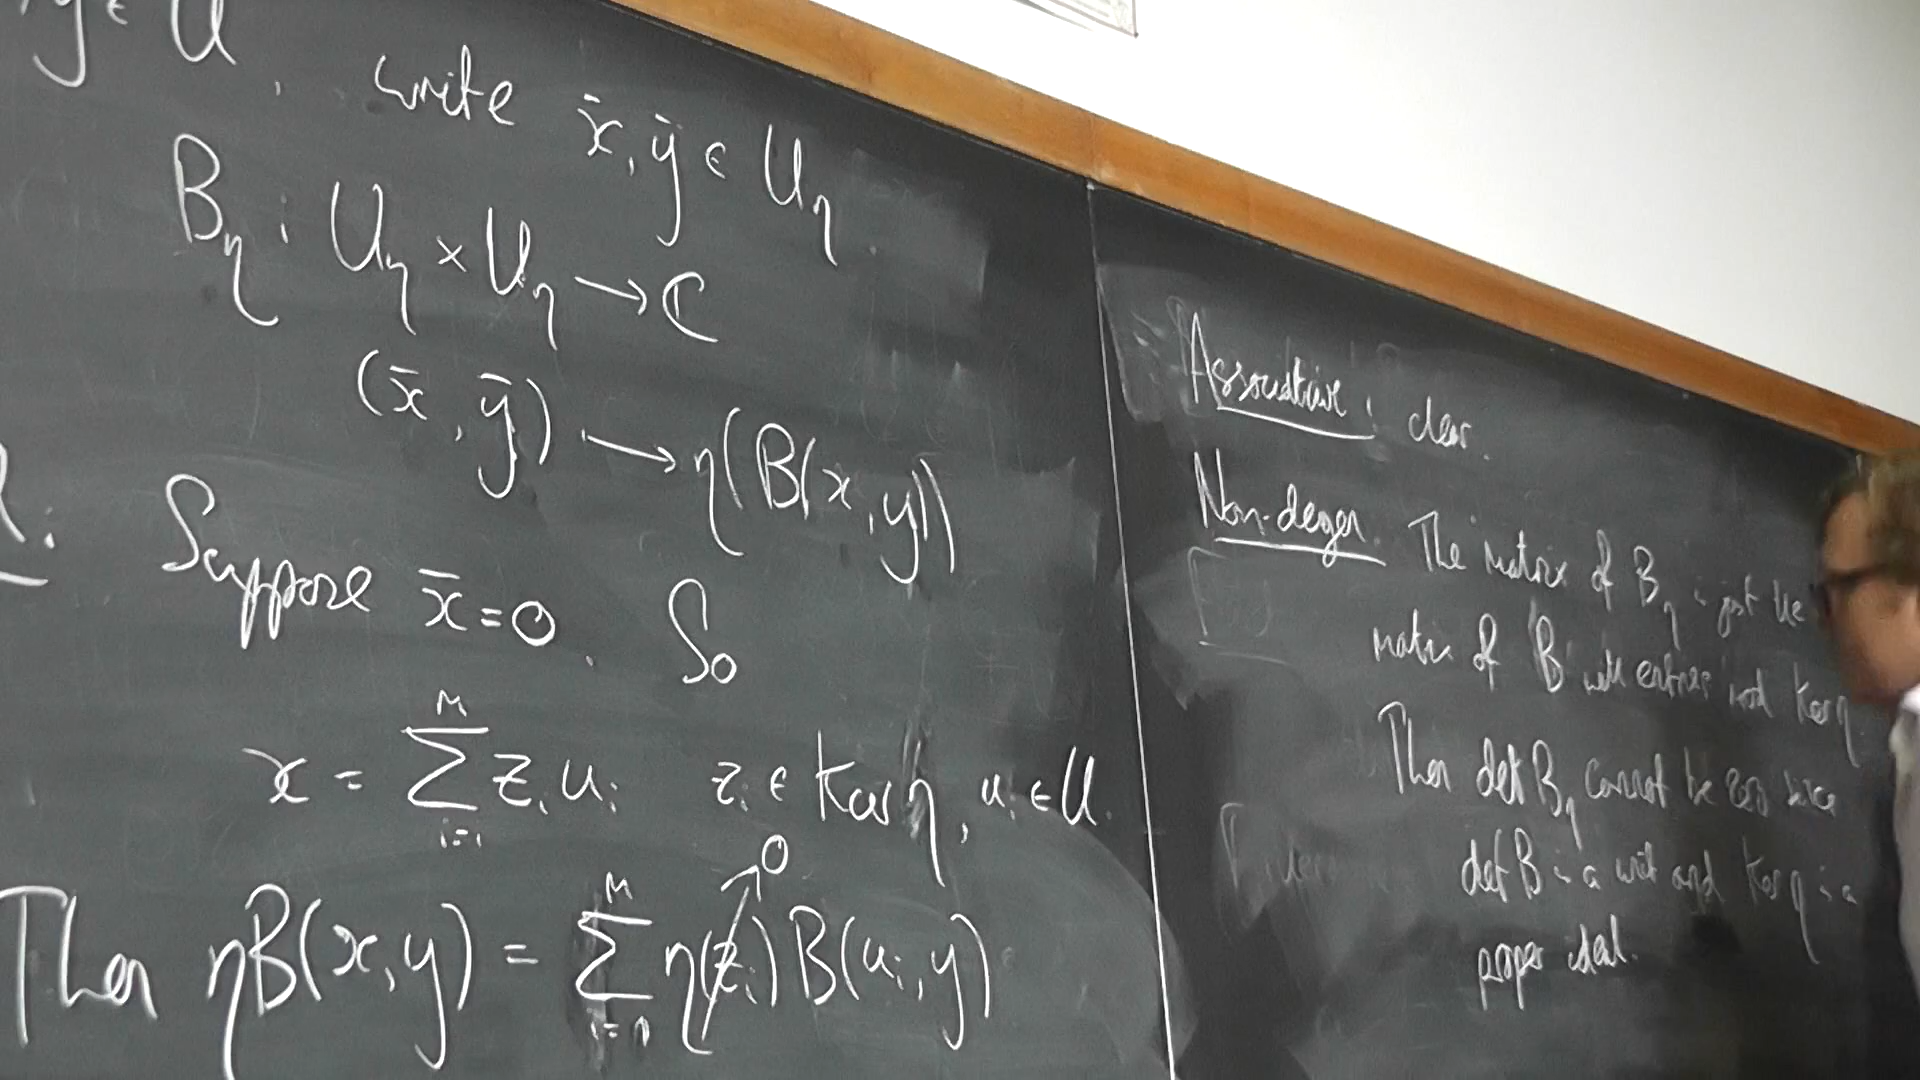 y ∈ U, write x̄, ȳ ∈ U_η.
B_η : U_η × U_η → ℂ
(x̄, ȳ) → η(B(x, y))
Suppose x̄ = 0. So
x = ∑_{i=1}^{M} z_i u_i z_i ∈ Ker η, u_i ∈ U.
Then ηB(x, y) = ∑_{i=1}^{M} η(z_i) B(u_i, y)
0
Associative: clear.
Non-degen. The matrix of B_η is just the
matrix of B with entries mod Ker η
Then det B_η cannot be zero since
det B is a unit and Ker η is a
proper ideal.